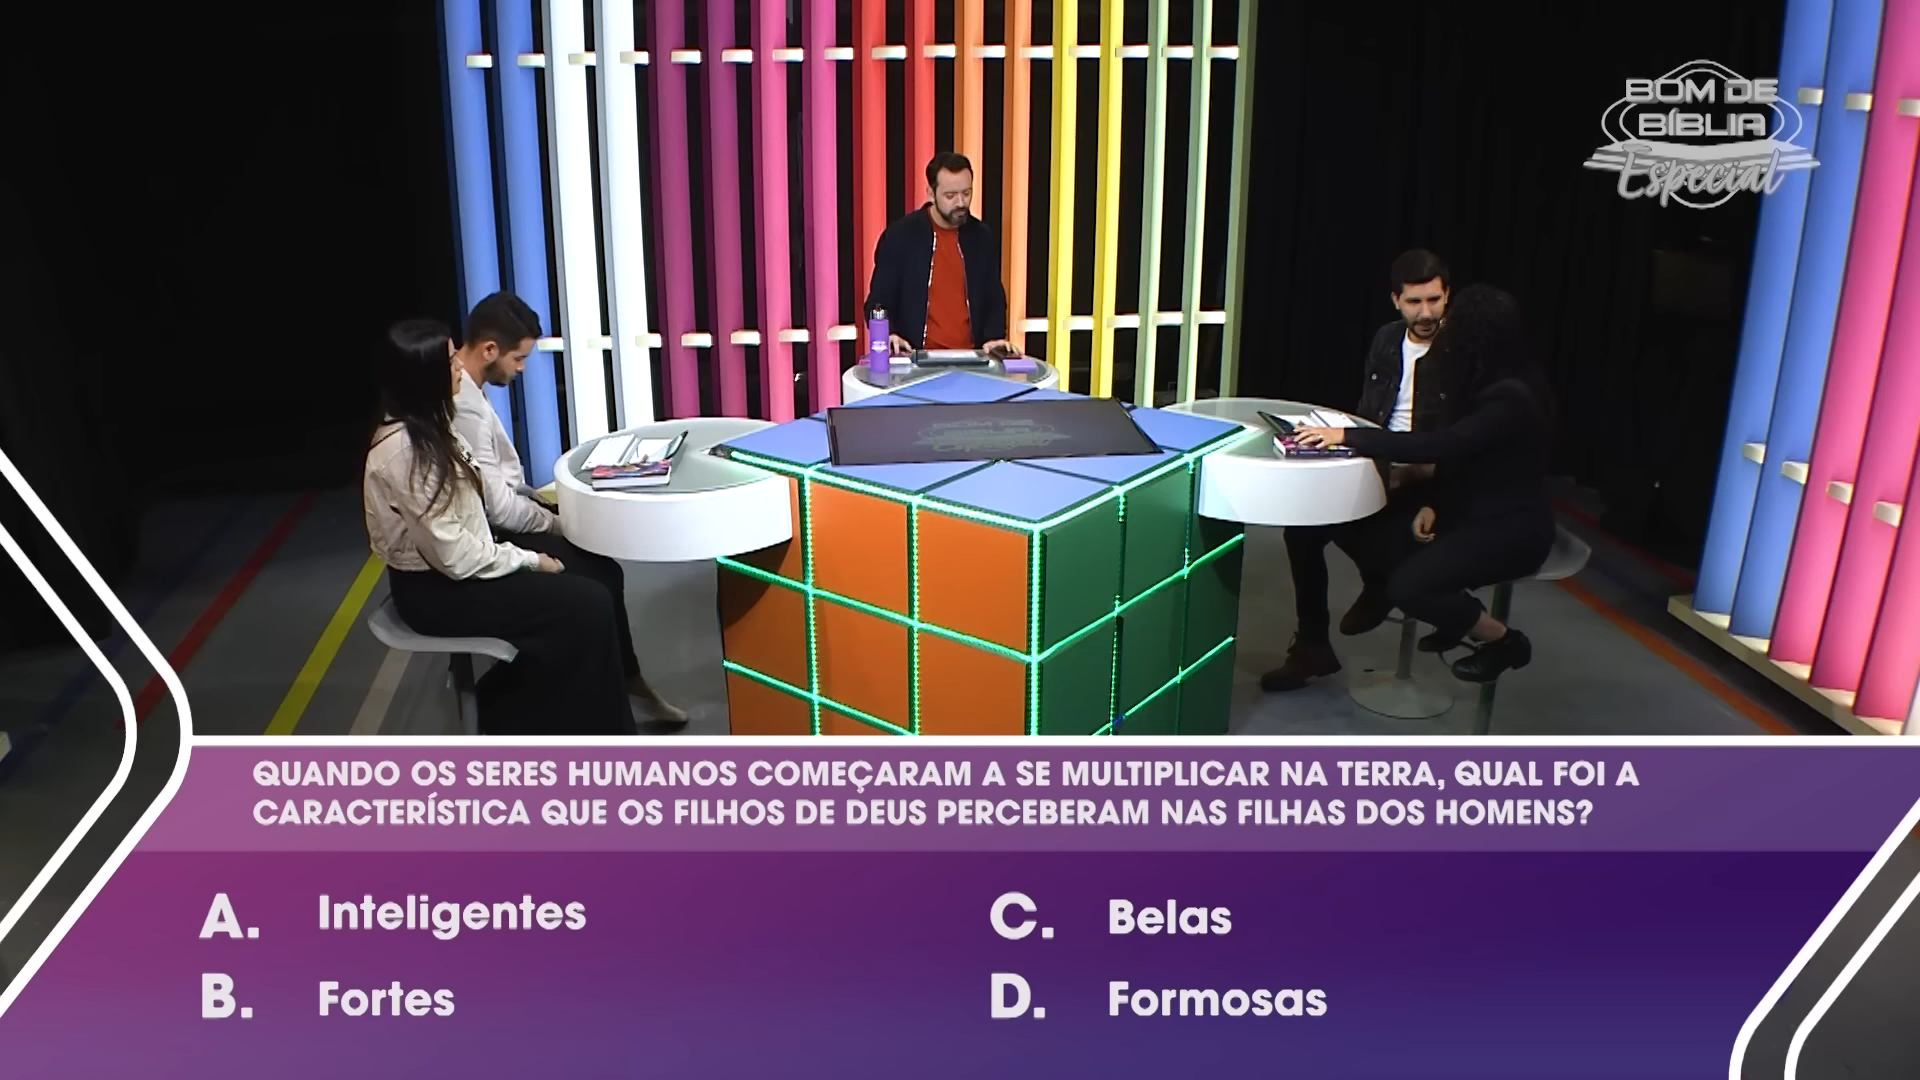 BOM DE
BÍBLIA
Especial
QUANDO OS SERES HUMANOS COMEÇARAM A SE MULTIPLICAR NA TERRA, QUAL FOI A
CARACTERÍSTICA QUE OS FILHOS DE DEUS PERCEBERAM NAS FILHAS DOS HOMENS?
A. Inteligentes
B. Fortes
C. Belas
D. Formosas